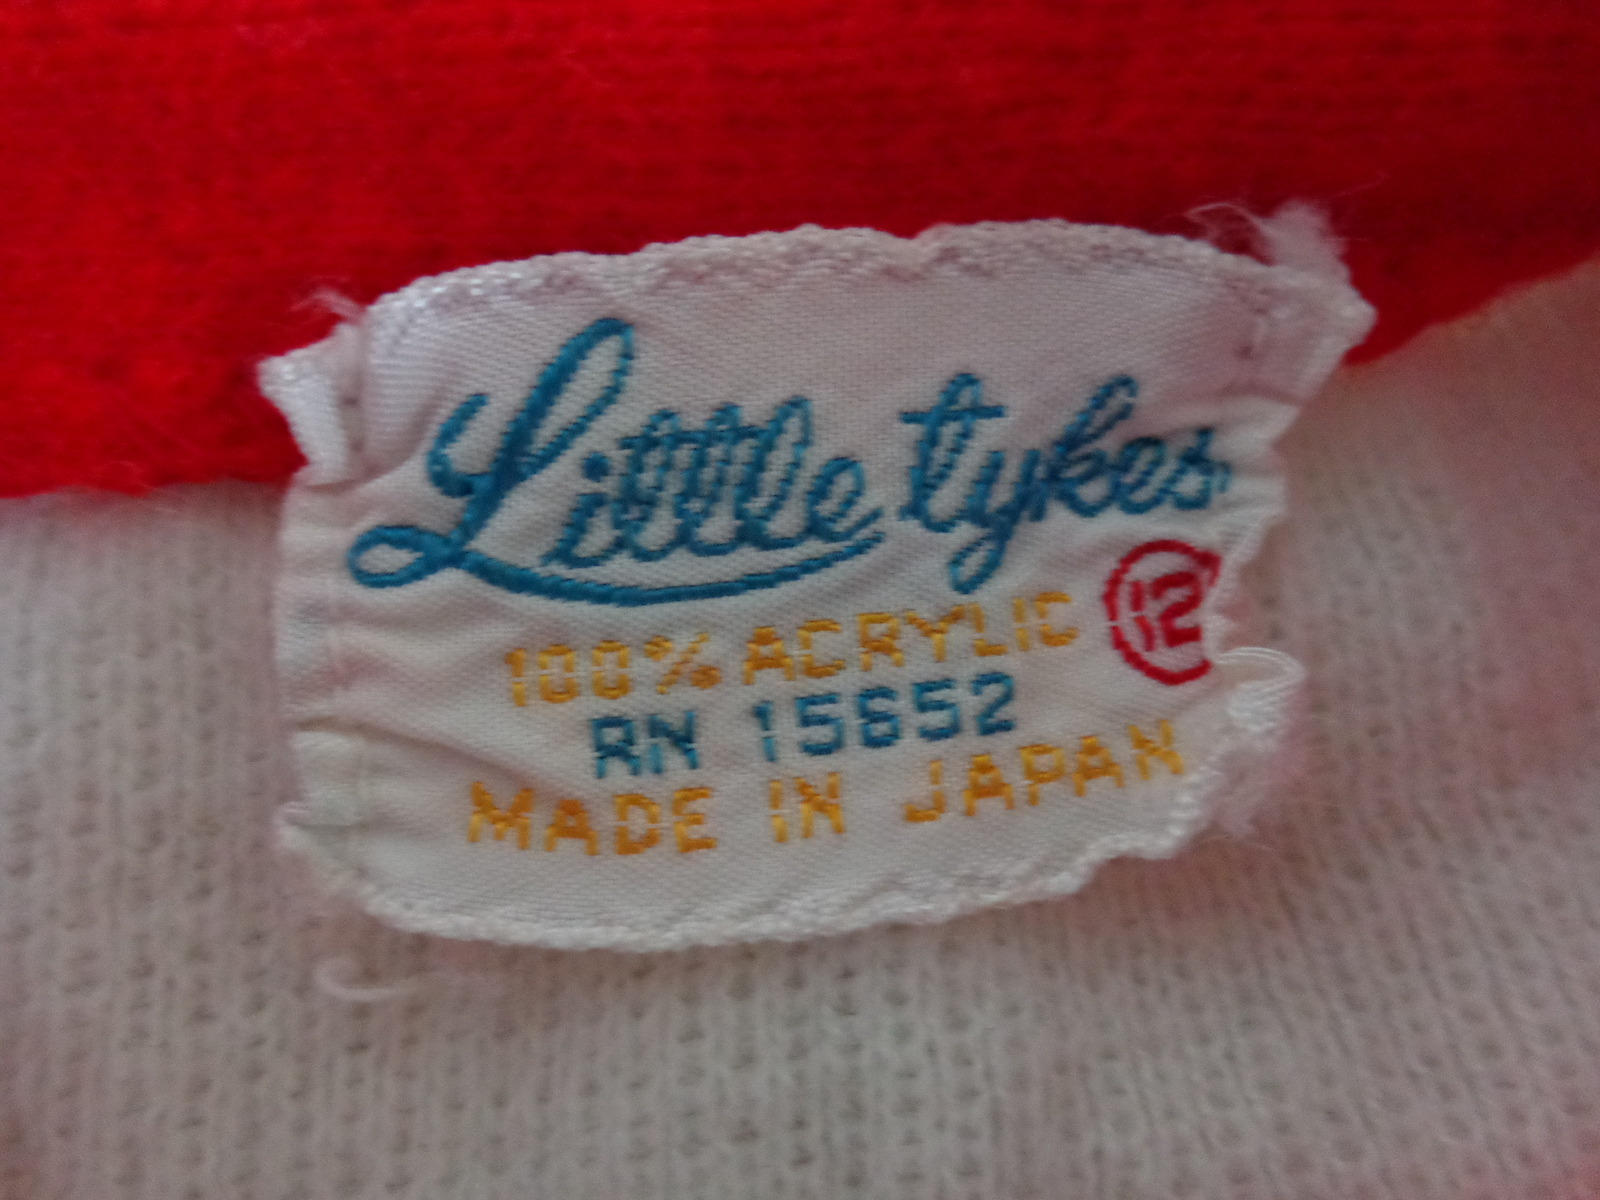 Little tykes
12
100% ACRYLIC
RN 15652
MADE IN JAPAN